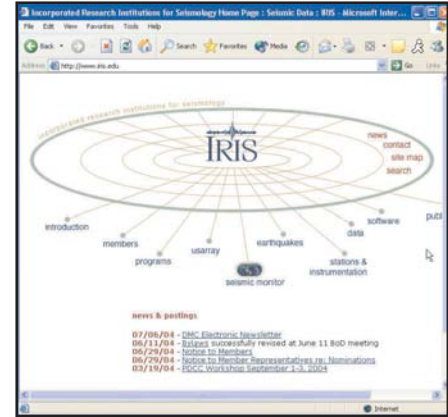 Incorporated Research Institutions for Seismology Home Page : Seismic Data : IRIS - Microsoft Inter...
File Edit View Favorites Tools Help
Back Search Favorites Media
Address http://www.iris.edu Go Links
incorporated research institutions for seismology
IRIS
news
contact
site map
search
introduction
members
programs
usarray
seismic monitor
earthquakes
stations &
instrumentation
data
software
publ
news & postings
07/06/04 - DMC Electronic Newsletter
06/11/04 - Bylaws successfully revised at June 11 BoD meeting
06/29/04 - Notice to Members
06/29/04 - Notice to Member Representatives re: Nominations
03/19/04 - PDCC Workshop September 1-3, 2004
Internet